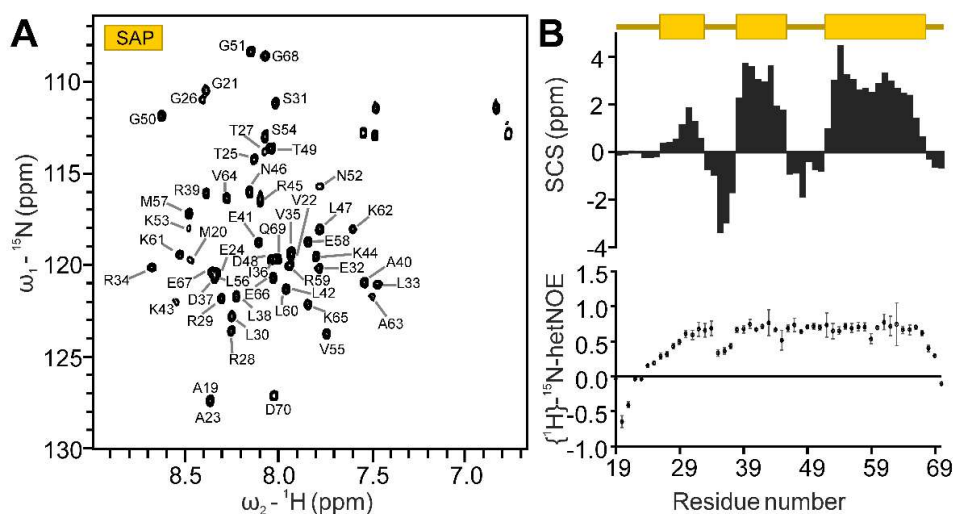 A
SAP
G51
G68
G21
G26
S31
G50
T27
S54
T25
T49
V64
N46
N52
R39
R45
M57
V35
V22
L47
K62
K53
E41
Q69
E58
K61
M20
D48
K44
E24
I36
R59
E32
A40
R34
E67
L56
E66
L42
L33
D37
L60
K65
A63
K43
R29
L38
V55
L30
R28
A19
A23
D70
110
115
120
125
130
ω₁ - ¹⁵N (ppm)
8.5
8.0
7.5
7.0
ω₂ - ¹H (ppm)
B
4
2
0
-2
-4
SCS (ppm)
1.5
1.0
0.5
0.0
-0.5
-1.0
{¹H}-¹⁵N-hetNOE
19
29
39
49
59
69
Residue number